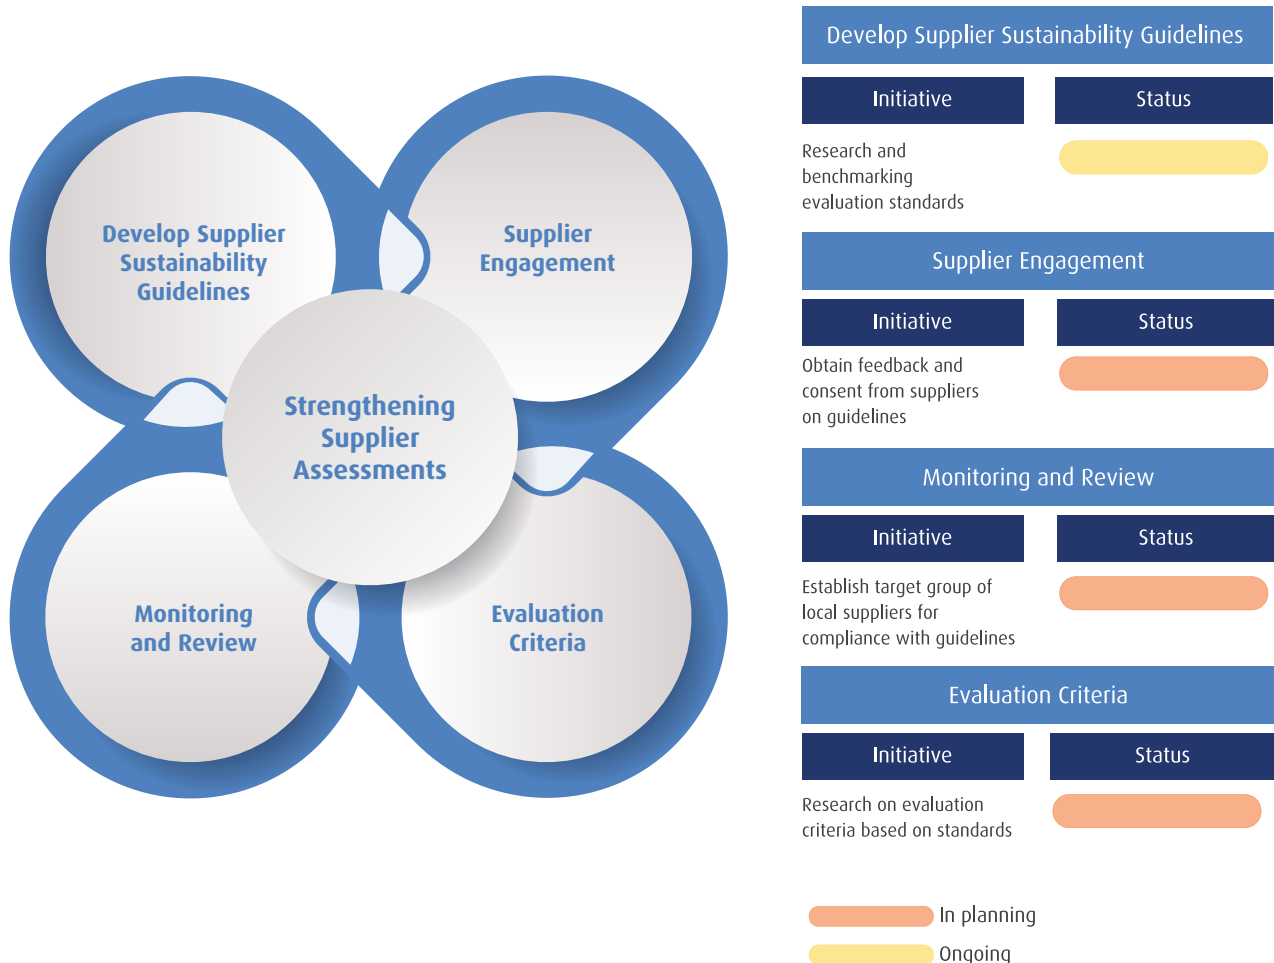 Develop Supplier
Sustainability
Guidelines
Supplier
Engagement
Strengthening
Supplier
Assessments
Monitoring
and Review
Evaluation
Criteria
Develop Supplier Sustainability Guidelines
Initiative
Status
Research and
benchmarking
evaluation standards
Supplier Engagement
Initiative
Status
Obtain feedback and
consent from suppliers
on guidelines
Monitoring and Review
Initiative
Status
Establish target group of
local suppliers for
compliance with guidelines
Evaluation Criteria
Initiative
Status
Research on evaluation
criteria based on standards
In planning
Ongoing